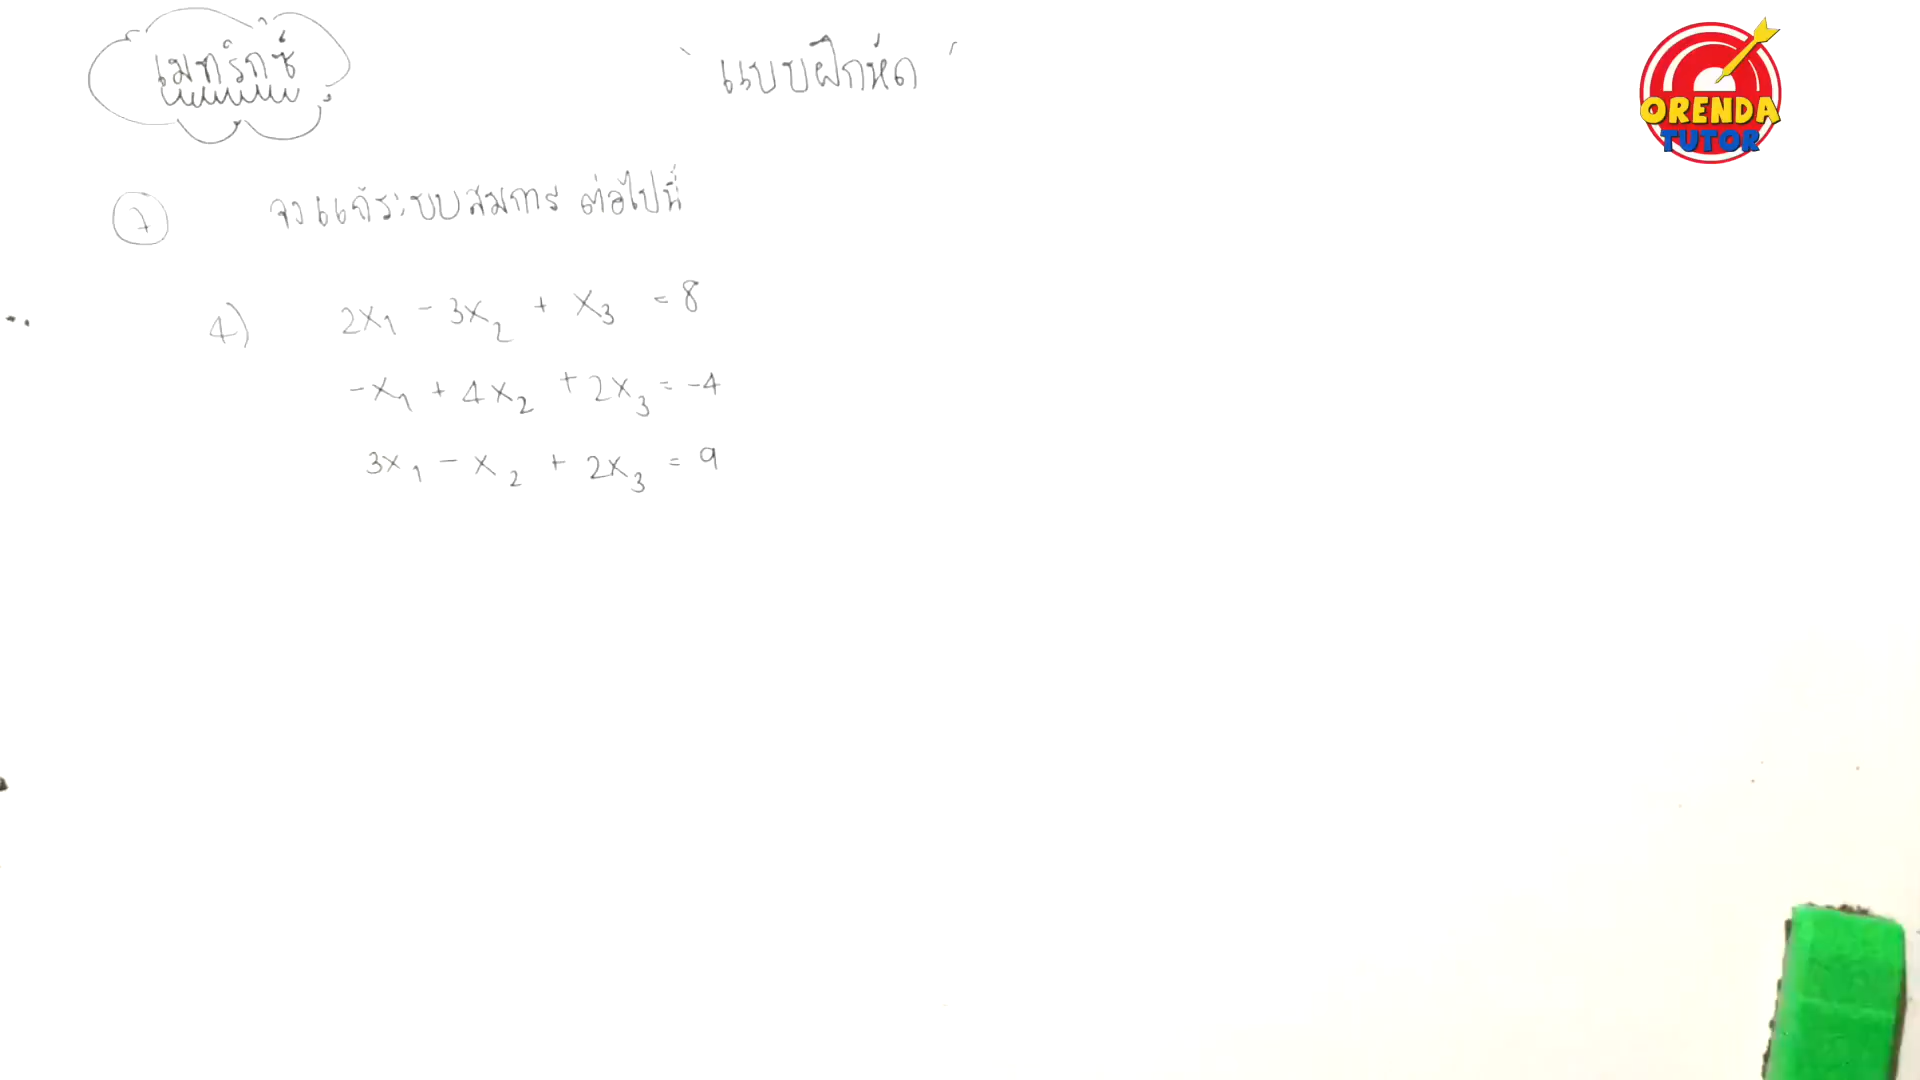 เมทริกซ์
" แบบฝึกหัด "
ORENDA
TUTOR
7 จงแก้ระบบสมการ ต่อไปนี้
4) 2x₁ - 3x₂ + x₃ = 8
-x₁ + 4x₂ + 2x₃ = -4
3x₁ - x₂ + 2x₃ = 9